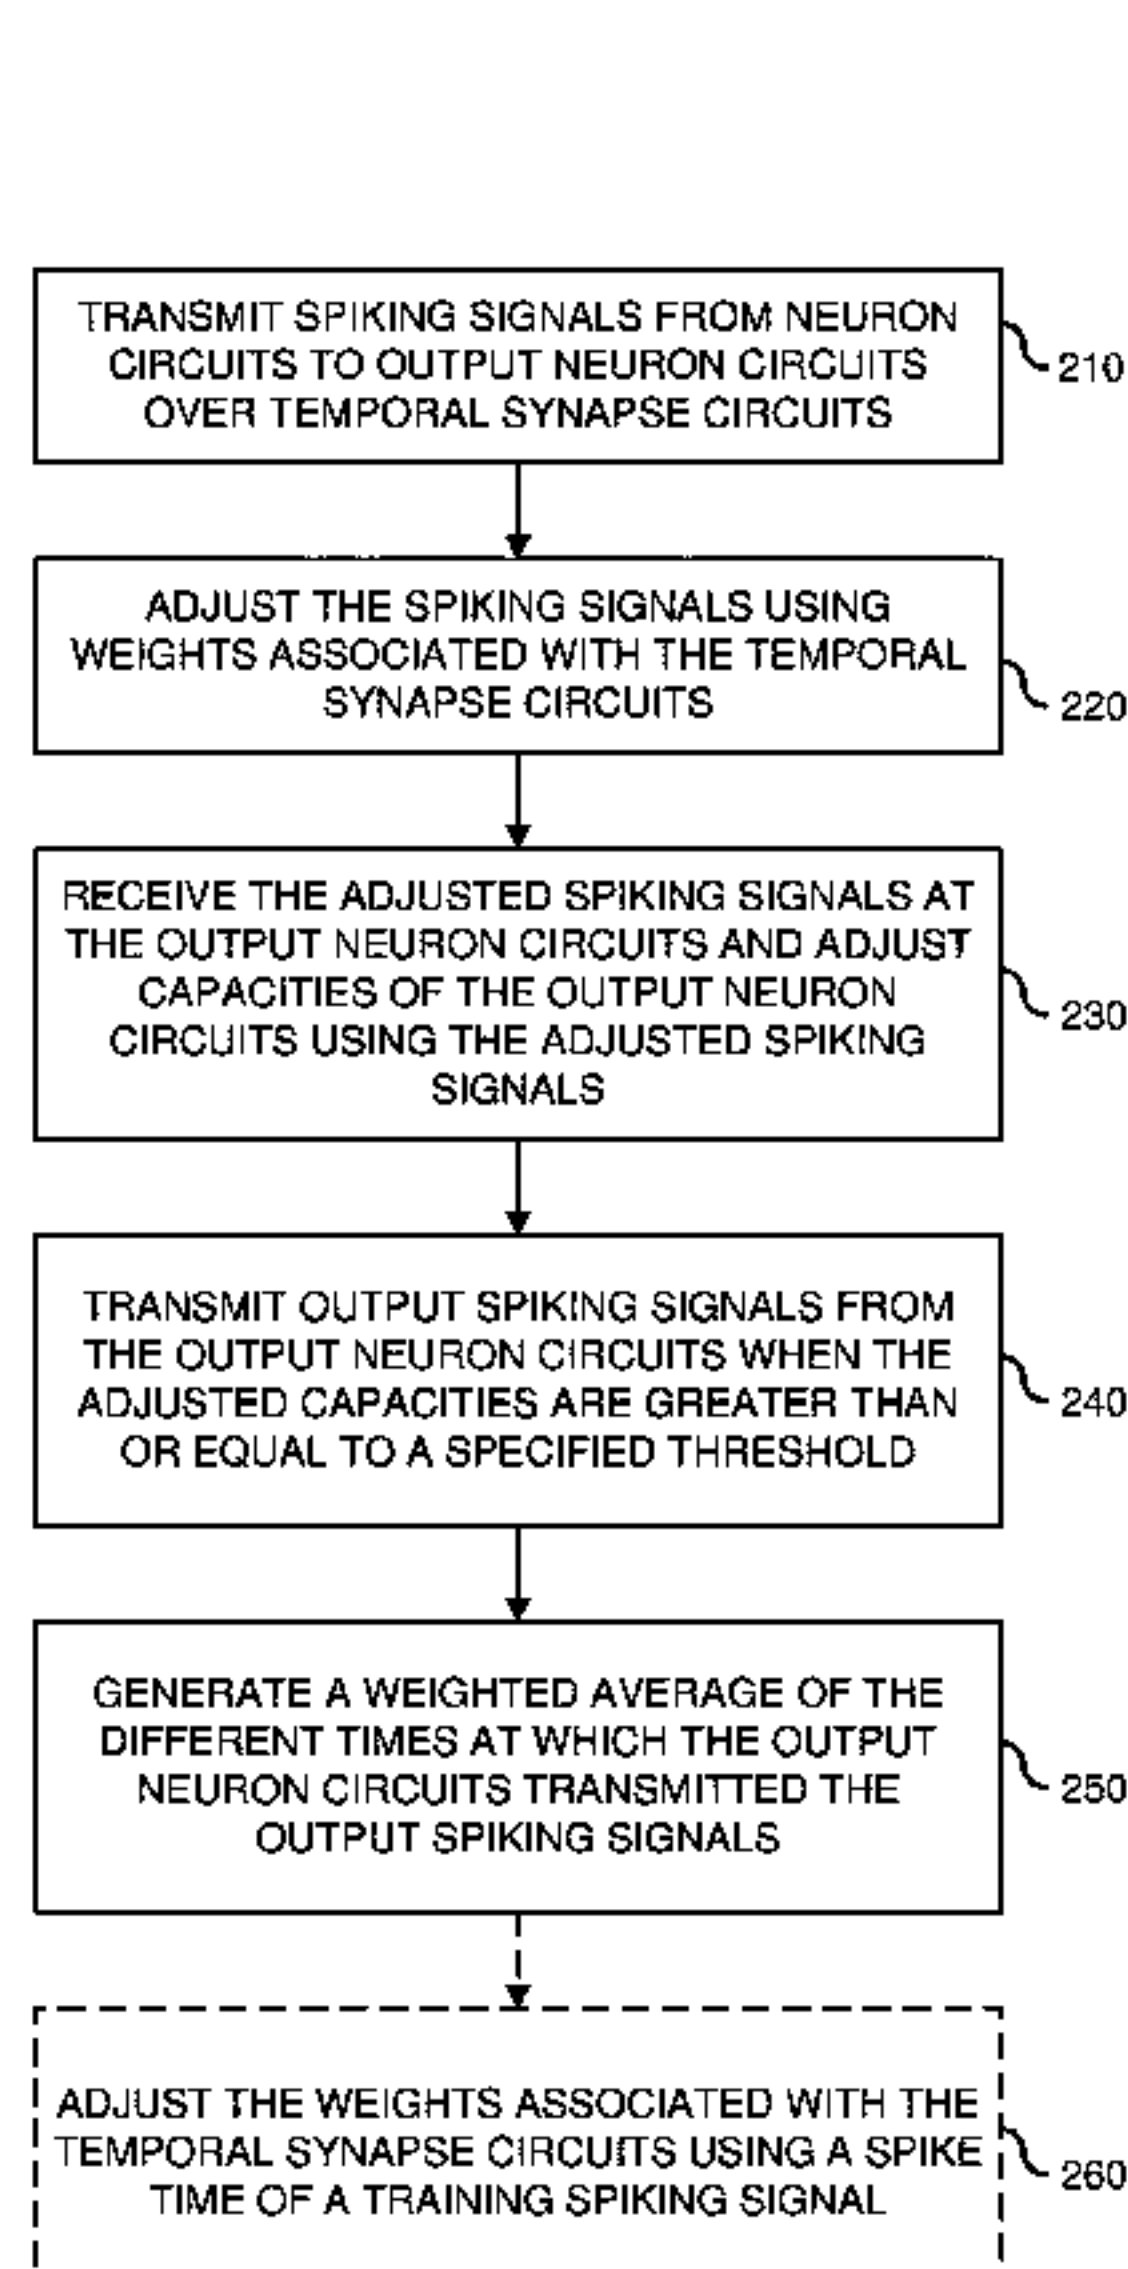 TRANSMIT SPIKING SIGNALS FROM NEURON
CIRCUITS TO OUTPUT NEURON CIRCUITS
OVER TEMPORAL SYNAPSE CIRCUITS
210
ADJUST THE SPIKING SIGNALS USING
WEIGHTS ASSOCIATED WITH THE TEMPORAL
SYNAPSE CIRCUITS
220
RECEIVE THE ADJUSTED SPIKING SIGNALS AT
THE OUTPUT NEURON CIRCUITS AND ADJUST
CAPACITIES OF THE OUTPUT NEURON
CIRCUITS USING THE ADJUSTED SPIKING
SIGNALS
230
TRANSMIT OUTPUT SPIKING SIGNALS FROM
THE OUTPUT NEURON CIRCUITS WHEN THE
ADJUSTED CAPACITIES ARE GREATER THAN
OR EQUAL TO A SPECIFIED THRESHOLD
240
GENERATE A WEIGHTED AVERAGE OF THE
DIFFERENT TIMES AT WHICH THE OUTPUT
NEURON CIRCUITS TRANSMITTED THE
OUTPUT SPIKING SIGNALS
250
ADJUST THE WEIGHTS ASSOCIATED WITH THE
TEMPORAL SYNAPSE CIRCUITS USING A SPIKE
TIME OF A TRAINING SPIKING SIGNAL
260